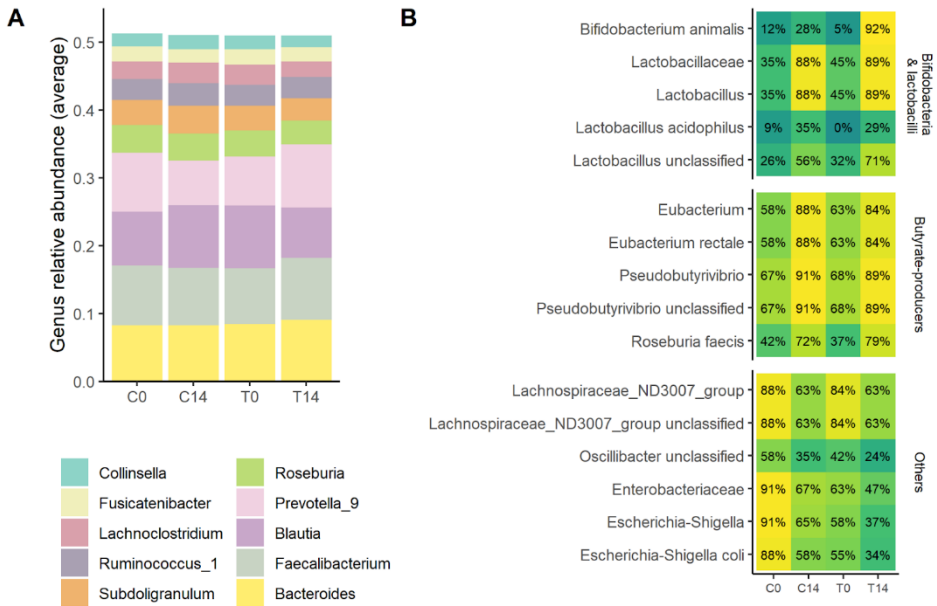 A
Genus relative abundance (average)
0.5
0.4
0.3
0.2
0.1
0.0
C0 C14 T0 T14
Collinsella
Fusicatenibacter
Lachnoclostridium
Ruminococcus_1
Subdoligranulum
Roseburia
Prevotella_9
Blautia
Faecalibacterium
Bacteroides
B
Bifidobacterium animalis 12% 28% 5% 92%
Lactobacillaceae 35% 88% 45% 89%
Lactobacillus 35% 88% 45% 89%
Lactobacillus acidophilus 9% 35% 0% 29%
Lactobacillus unclassified 26% 56% 32% 71%
Bifidobacteria
& lactobacilli
Eubacterium 58% 88% 63% 84%
Eubacterium rectale 58% 88% 63% 84%
Pseudobutyrivibrio 67% 91% 68% 89%
Pseudobutyrivibrio unclassified 67% 91% 68% 89%
Roseburia faecis 42% 72% 37% 79%
Butyrate-producers
Lachnospiraceae_ND3007_group 88% 63% 84% 63%
Lachnospiraceae_ND3007_group unclassified 88% 63% 84% 63%
Oscillibacter unclassified 58% 35% 42% 24%
Enterobacteriaceae 91% 67% 63% 47%
Escherichia-Shigella 91% 65% 58% 37%
Escherichia-Shigella coli 88% 58% 55% 34%
Others
C0 C14 T0 T14